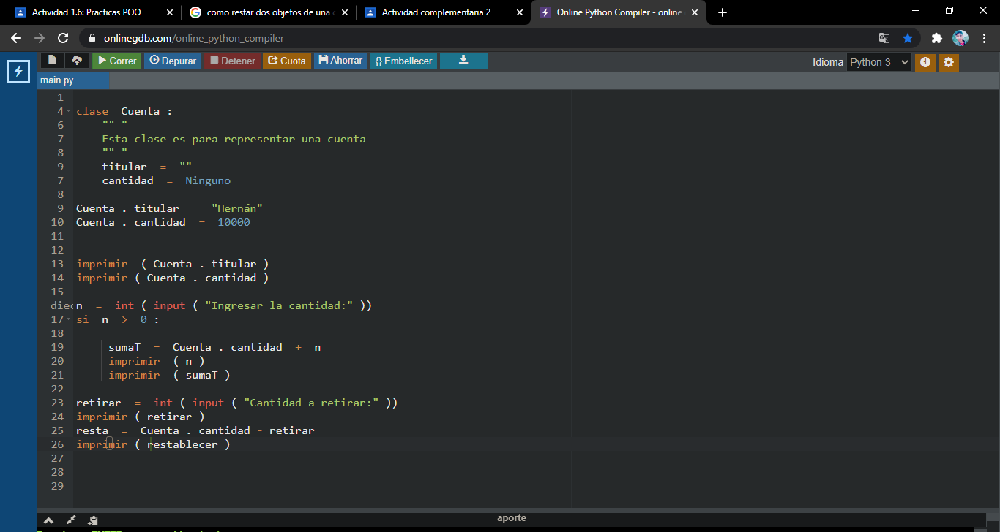 Actividad 1.6: Practicas POO
como restar dos objetos de una
Actividad complementaria 2
Online Python Compiler - online
onlinegdb.com/online_python_compiler
Correr Depurar Detener Cuota Ahorrar {} Embellecer
Idioma Python 3
main.py
1
4 clase Cuenta :
6 "" "
7 Esta clase es para representar una cuenta
8 "" "
9 titular = ""
7 cantidad = Ninguno
8
9 Cuenta . titular = "Hernán"
10 Cuenta . cantidad = 10000
11
12
13 imprimir ( Cuenta . titular )
14 imprimir ( Cuenta . cantidad )
15
n = int ( input ( "Ingresar la cantidad:" ))
17 si n > 0 :
18
19 sumaT = Cuenta . cantidad + n
20 imprimir ( n )
21 imprimir ( sumaT )
22
23 retirar = int ( input ( "Cantidad a retirar:" ))
24 imprimir ( retirar )
25 resta = Cuenta . cantidad - retirar
26 imprimir ( restablecer )
27
28
29
aporte